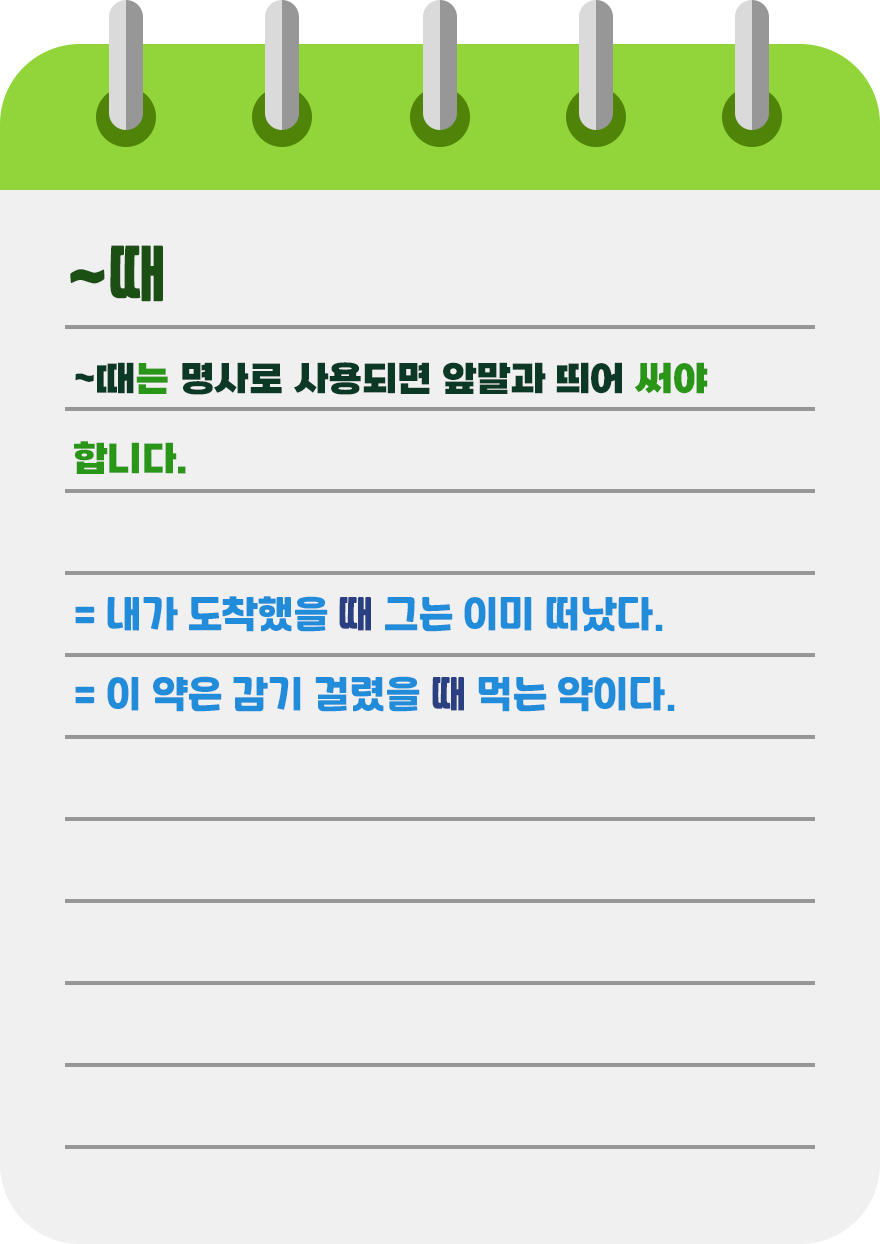 ~때
~때는 명사로 사용되면 앞말과 띄어 써야
합니다.
= 내가 도착했을 때 그는 이미 떠났다.
= 이 약은 감기 걸렸을 때 먹는 약이다.